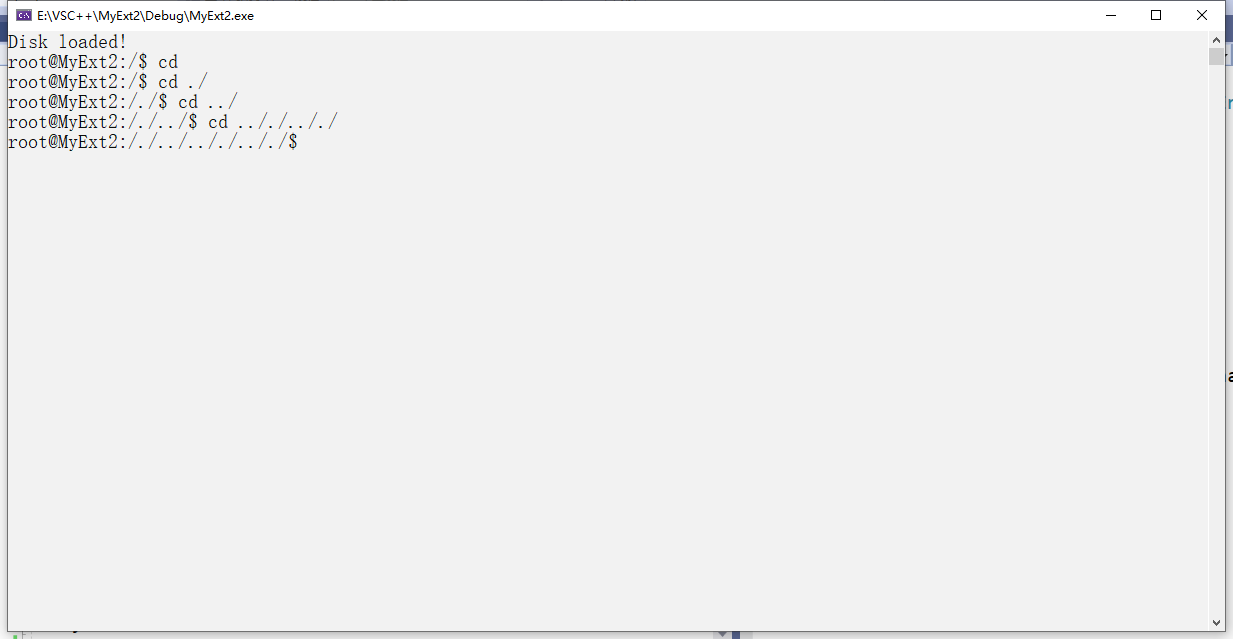 E:\VSC++\MyExt2\Debug\MyExt2.exe
Disk loaded!
root@MyExt2:/$ cd
root@MyExt2:/$ cd ./
root@MyExt2:/./$ cd ../
root@MyExt2:/./../$ cd .././.././
root@MyExt2:/./../.././.././$